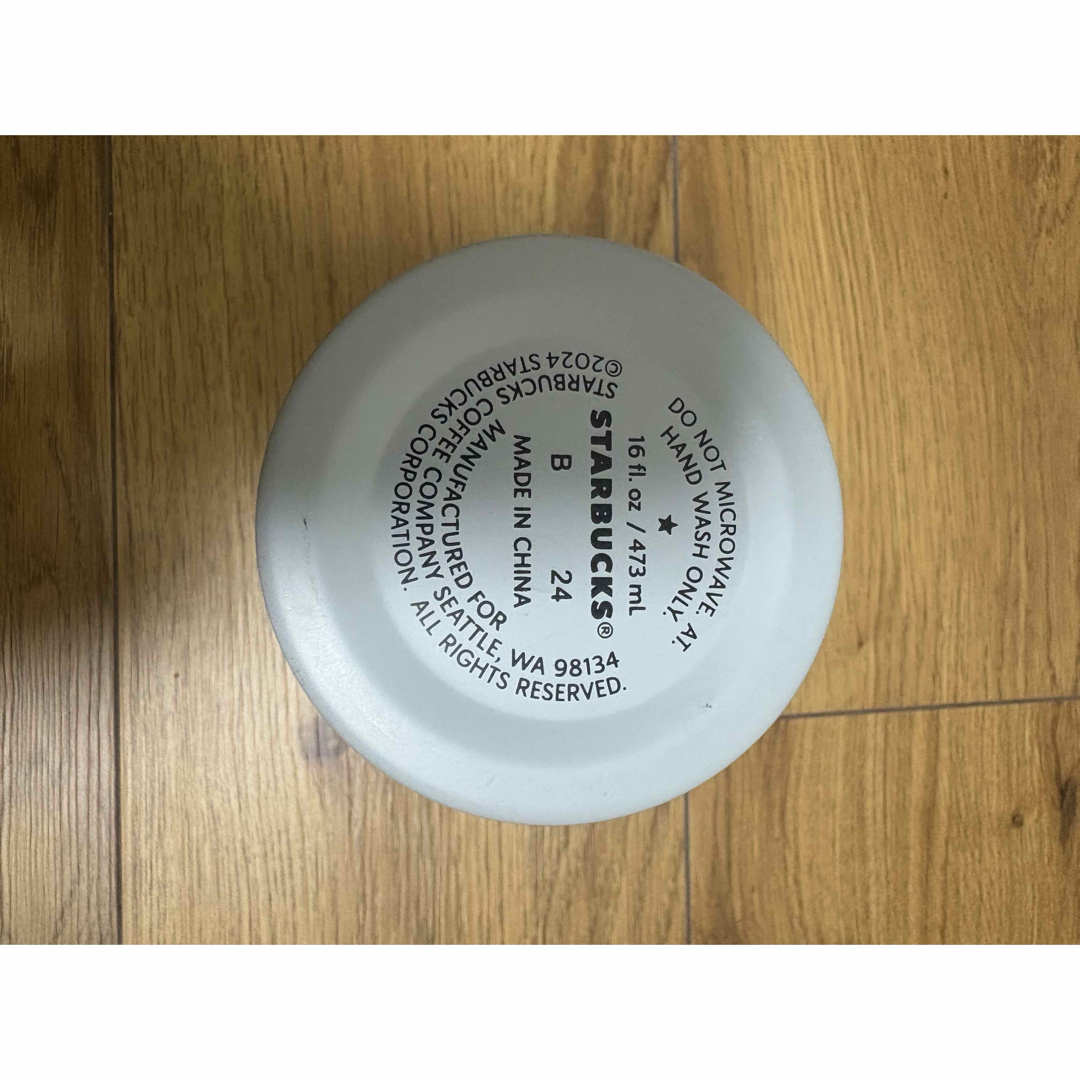 DO NOT MICROWAVE. AT.
HAND WASH ONLY.
★
16 fl. oz / 473 mL
STARBUCKS®
B 24
MADE IN CHINA
MANUFACTURED FOR
STARBUCKS COFFEE COMPANY SEATTLE, WA 98134
©2024 STARBUCKS CORPORATION. ALL RIGHTS RESERVED.